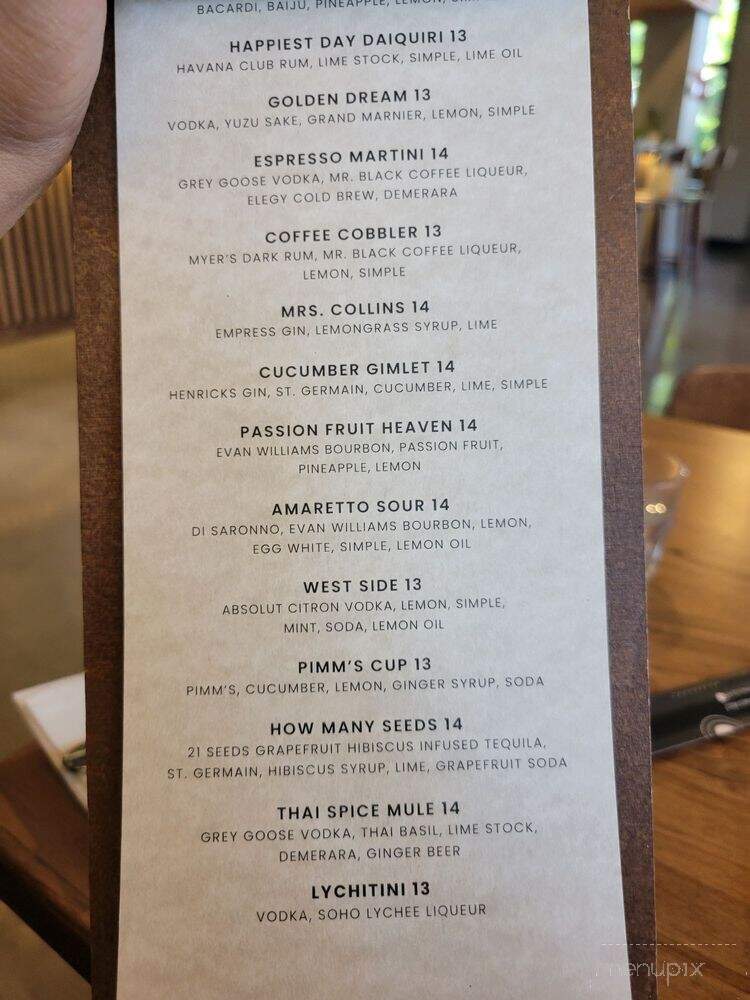 BACARDI, BAIJU, PINEAPPLE, LEMON,
HAPPIEST DAY DAIQUIRI 13
HAVANA CLUB RUM, LIME STOCK, SIMPLE, LIME OIL
GOLDEN DREAM 13
VODKA, YUZU SAKE, GRAND MARNIER, LEMON, SIMPLE
ESPRESSO MARTINI 14
GREY GOOSE VODKA, MR. BLACK COFFEE LIQUEUR,
ELEGY COLD BREW, DEMERARA
COFFEE COBBLER 13
MYER'S DARK RUM, MR. BLACK COFFEE LIQUEUR,
LEMON, SIMPLE
MRS. COLLINS 14
EMPRESS GIN, LEMONGRASS SYRUP, LIME
CUCUMBER GIMLET 14
HENRICKS GIN, ST. GERMAIN, CUCUMBER, LIME, SIMPLE
PASSION FRUIT HEAVEN 14
EVAN WILLIAMS BOURBON, PASSION FRUIT,
PINEAPPLE, LEMON
AMARETTO SOUR 14
DI SARONNO, EVAN WILLIAMS BOURBON, LEMON,
EGG WHITE, SIMPLE, LEMON OIL
WEST SIDE 13
ABSOLUT CITRON VODKA, LEMON, SIMPLE,
MINT, SODA, LEMON OIL
PIMM'S CUP 13
PIMM'S, CUCUMBER, LEMON, GINGER SYRUP, SODA
HOW MANY SEEDS 14
21 SEEDS GRAPEFRUIT HIBISCUS INFUSED TEQUILA,
ST. GERMAIN, HIBISCUS SYRUP, LIME, GRAPEFRUIT SODA
THAI SPICE MULE 14
GREY GOOSE VODKA, THAI BASIL, LIME STOCK,
DEMERARA, GINGER BEER
LYCHITINI 13
VODKA, SOHO LYCHEE LIQUEUR
menupix